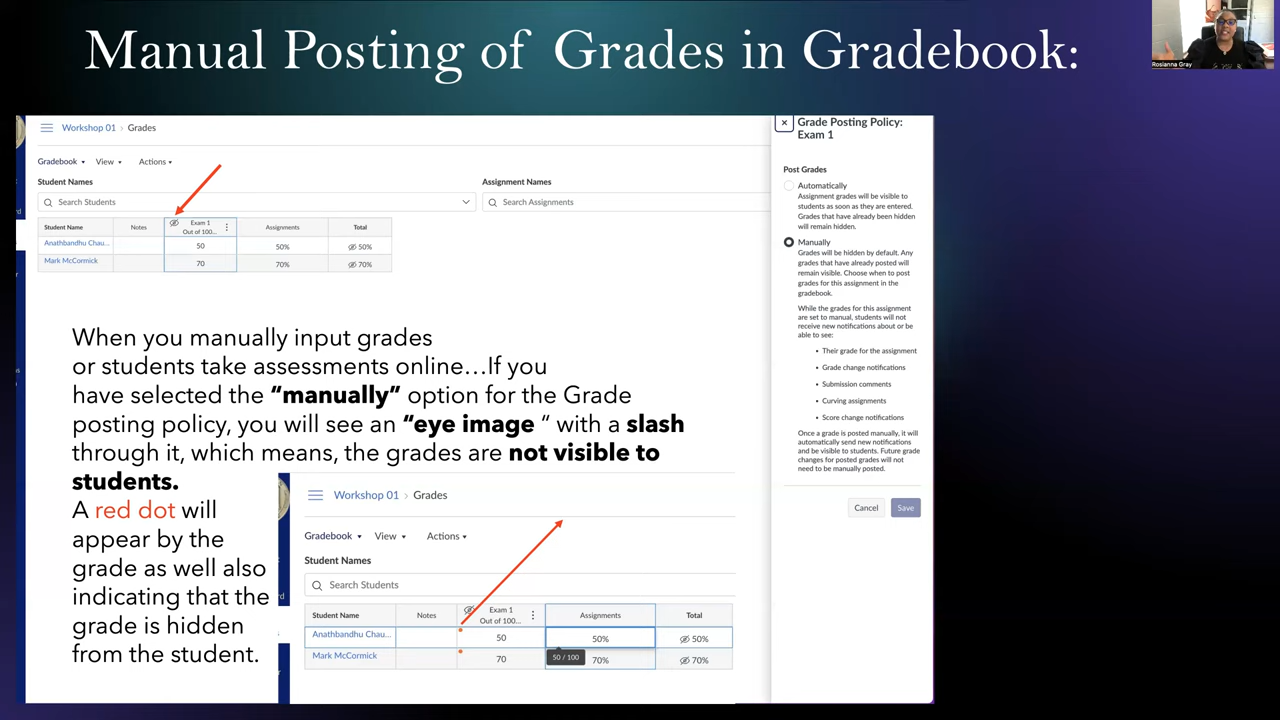 Manual Posting of Grades in Gradebook:
Rosianna Gray
Workshop 01 › Grades
Gradebook View Actions
Student Names
Search Students
Assignment Names
Search Assignments
Student Name Notes Exam 1 Out of 100... Assignments Total
Anathbandhu Chau... 50 50% 50%
Mark McCormick 70 70% 70%
When you manually input grades
or students take assessments online…If you
have selected the “manually” option for the Grade
posting policy, you will see an “eye image “ with a slash
through it, which means, the grades are not visible to
students.
A red dot will
appear by the
grade as well also
indicating that the
grade is hidden
from the student.
Workshop 01 › Grades
Gradebook View Actions
Student Names
Search Students
Student Name Notes Exam 1 Out of 100... Assignments Total
Anathbandhu Chau... 50 50% 50%
Mark McCormick 70 70% 70%
50 / 100
× Grade Posting Policy:
Exam 1
Post Grades
Automatically
Assignment grades will be visible to
students as soon as they are entered.
Grades that have already been hidden
will remain hidden.
Manually
Grades will be hidden by default. Any
grades that have already posted will
remain visible. Choose when to post
grades for this assignment in the
gradebook.
While the grades for this assignment
are set to manual, students will not
receive new notifications about or be
able to see:
• Their grade for the assignment
• Grade change notifications
• Submission comments
• Curving assignments
• Score change notifications
Once a grade is posted manually, it will
automatically send new notifications
and be visible to students. Future grade
changes for posted grades will not
need to be manually posted.
Cancel Save